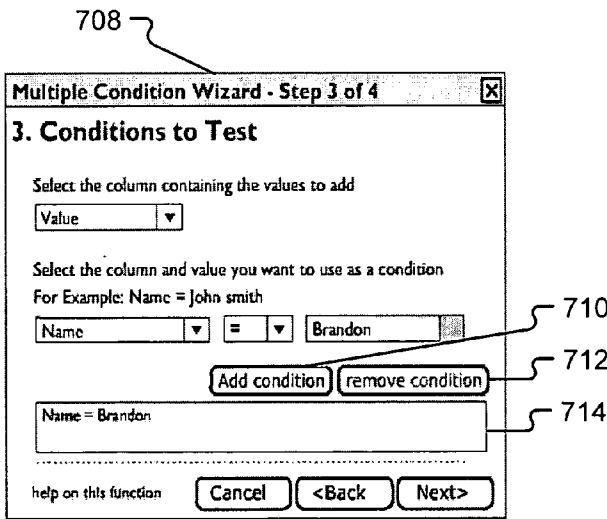 708
Multiple Condition Wizard - Step 3 of 4
3. Conditions to Test
Select the column containing the values to add
Value
Select the column and value you want to use as a condition
For Example: Name = John smith
Name = Brandon
710
Add condition remove condition
712
Name = Brandon
714
help on this function Cancel <Back Next>